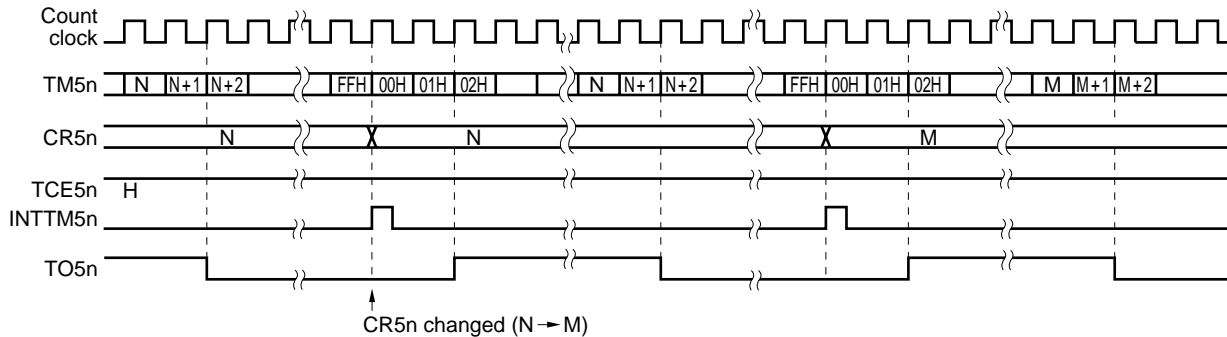 Count
clock
TM5n N N+1 N+2 FFH 00H 01H 02H N N+1 N+2 FFH 00H 01H 02H M M+1 M+2
CR5n N N M
TCE5n H
INTTM5n
TO5n
CR5n changed (N → M)